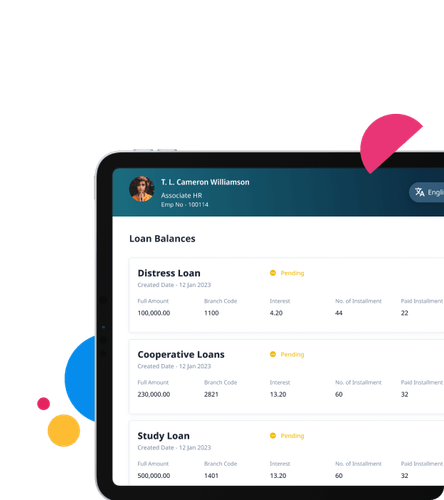 T. L. Cameron Williamson
Associate HR
Emp No - 100114
Loan Balances
Distress Loan
Pending
Created Date - 12 Jan 2023
Full Amount Branch Code Interest No. of Installment Paid Installment
100,000.00 1100 4.20 44 22
Cooperative Loans
Pending
Created Date - 12 Jan 2023
Full Amount Branch Code Interest No. of Installment Paid Installment
230,000.00 2821 13.20 60 32
Study Loan
Pending
Created Date - 12 Jan 2023
Full Amount Branch Code Interest No. of Installment Paid Installment
500,000.00 1401 13.20 60 32